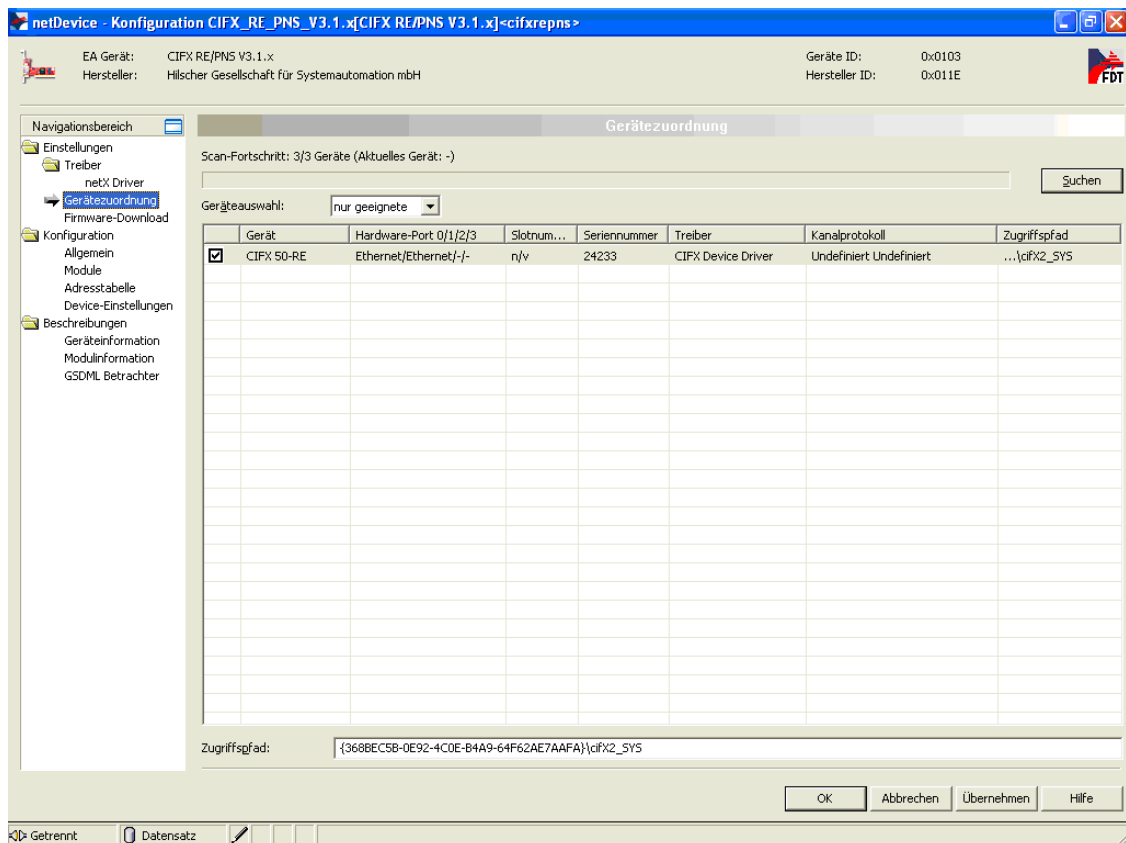 netDevice - Konfiguration CIFX_RE_PNS_V3.1.x[CIFX RE/PNS V3.1.x]<cifxrepns>
EA Gerät: CIFX RE/PNS V3.1.x Geräte ID: 0x0103
Hersteller: Hilscher Gesellschaft für Systemautomation mbH Hersteller ID: 0x011E
FDT
Navigationsbereich
Einstellungen
Treiber
netX Driver
Gerätezuordnung
Firmware-Download
Konfiguration
Allgemein
Module
Adresstabelle
Device-Einstellungen
Beschreibungen
Geräteinformation
Modulinformation
GSDML Betrachter
Gerätezuordnung
Scan-Fortschritt: 3/3 Geräte (Aktuelles Gerät: -)
Suchen
Geräteauswahl: nur geeignete
Gerät Hardware-Port 0/1/2/3 Slotnum... Seriennummer Treiber Kanalprotokoll Zugriffspfad
CIFX 50-RE Ethernet/Ethernet/-/- n/v 24233 CIFX Device Driver Undefiniert Undefiniert ...\cifX2_SYS
Zugriffspfad: {368BEC5B-0E92-4C0E-B4A9-64F62AE7AAFA}\cifX2_SYS
OK Abbrechen Übernehmen Hilfe
Getrennt Datensatz